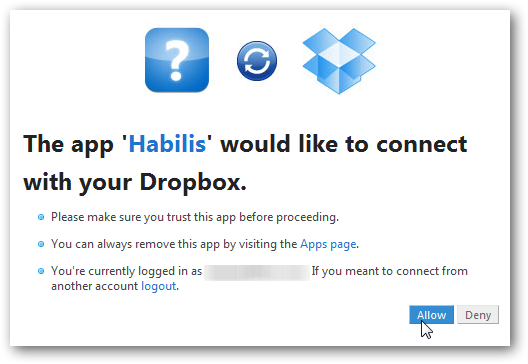 ?
The app 'Habilis' would like to connect
with your Dropbox.
Please make sure you trust this app before proceeding.
You can always remove this app by visiting the Apps page.
You're currently logged in as If you meant to connect from
another account logout.
Allow Deny